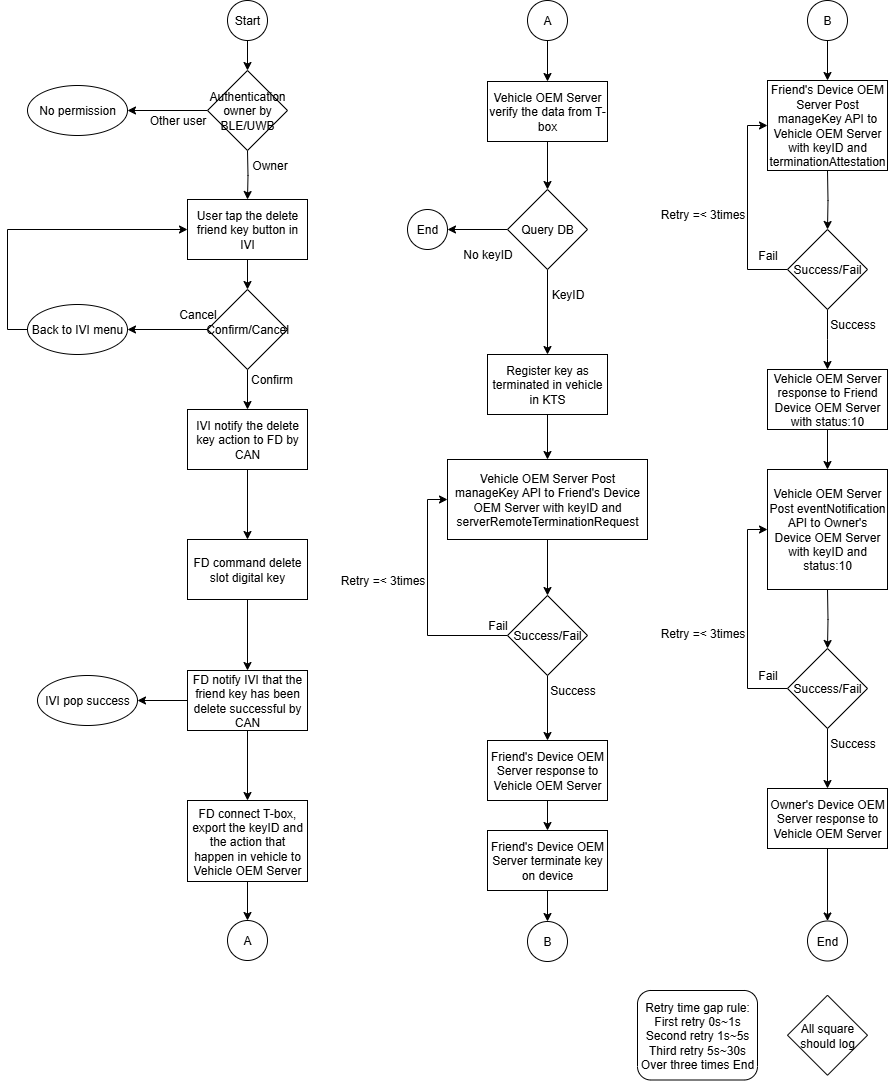 Start
Authentication
owner by
BLE/UWB
No permission
Other user
Owner
User tap the delete
friend key button in
IVI
Cancel
Back to IVI menu
Confirm/Cancel
Confirm
IVI notify the delete
key action to FD by
CAN
FD command delete
slot digital key
FD notify IVI that the
friend key has been
delete successful by
CAN
IVI pop success
FD connect T-box,
export the keyID and
the action that
happen in vehicle to
Vehicle OEM Server
A
A
Vehicle OEM Server
verify the data from T-
box
Query DB
End
No keyID
KeyID
Register key as
terminated in vehicle
in KTS
Vehicle OEM Server Post
manageKey API to Friend's Device
OEM Server with keyID and
serverRemoteTerminationRequest
Retry =< 3times
Fail
Success/Fail
Success
Friend's Device OEM
Server response to
Vehicle OEM Server
Friend's Device OEM
Server terminate key
on device
B
B
Friend's Device OEM
Server Post
manageKey API to
Vehicle OEM Server
with keyID and
terminationAttestation
Retry =< 3times
Fail
Success/Fail
Success
Vehicle OEM Server
response to Friend
Device OEM Server
with status:10
Vehicle OEM Server
Post eventNotification
API to Owner's
Device OEM Server
with keyID and
status:10
Retry =< 3times
Fail
Success/Fail
Success
Owner's Device OEM
Server response to
Vehicle OEM Server
End
Retry time gap rule:
First retry 0s~1s
Second retry 1s~5s
Third retry 5s~30s
Over three times End
All square
should log